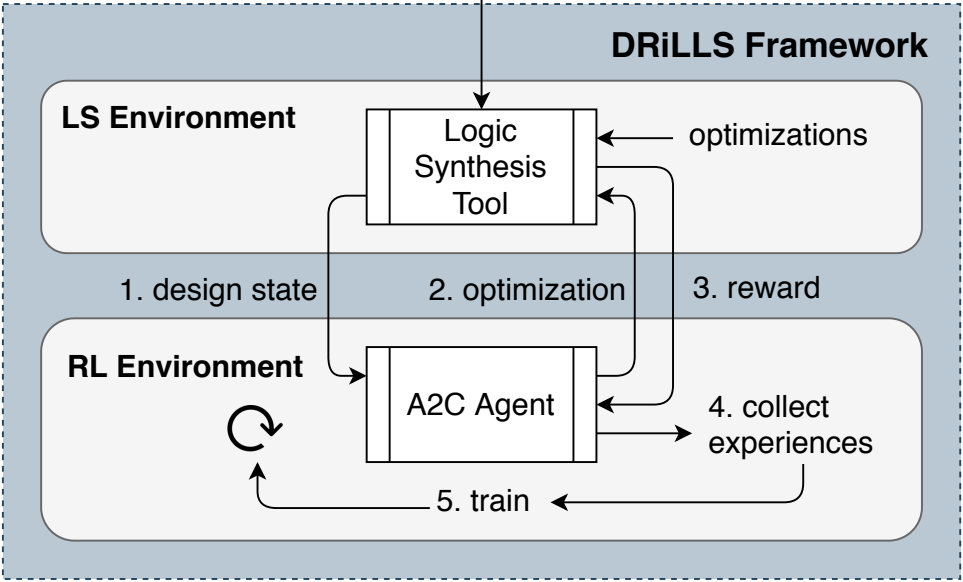 DRiLLS Framework
LS Environment
Logic
Synthesis
Tool
optimizations
1. design state
2. optimization
3. reward
RL Environment
A2C Agent
4. collect
experiences
5. train